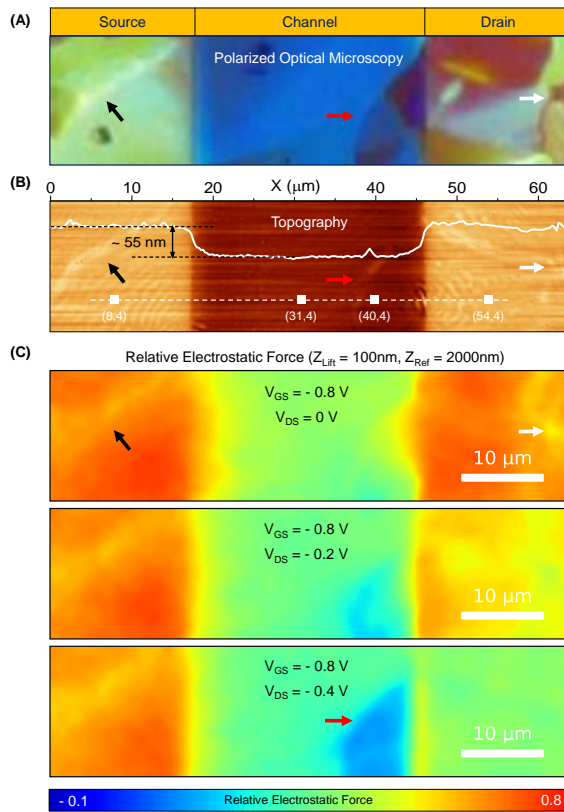 (A)
Source Channel Drain
Polarized Optical Microscopy
(B)
0 10 20 X (μm) 30 40 50 60
Topography
~ 55 nm
(8,4) (31,4) (40,4) (54,4)
(C)
Relative Electrostatic Force (Z_Lift = 100nm, Z_Ref = 2000nm)
V_GS = - 0.8 V
V_DS = 0 V
10 μm
V_GS = - 0.8 V
V_DS = - 0.2 V
10 μm
V_GS = - 0.8 V
V_DS = - 0.4 V
10 μm
- 0.1 Relative Electrostatic Force 0.8